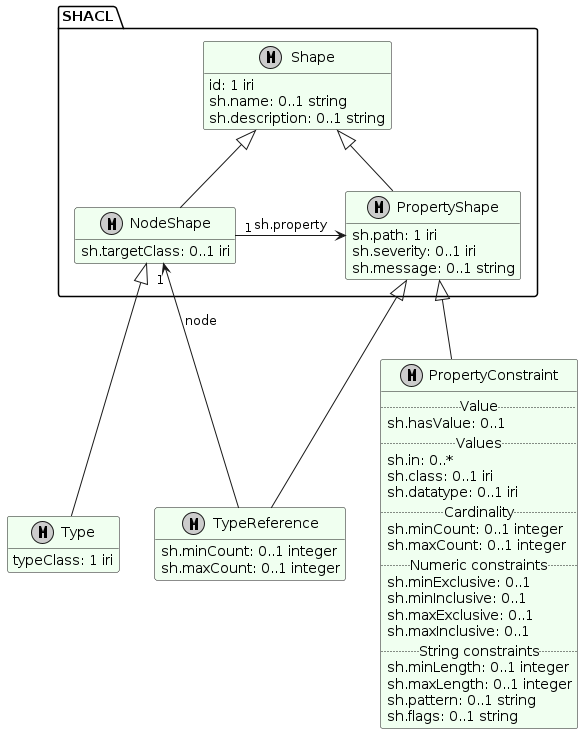 SHACL
M Shape
id: 1 iri
sh.name: 0..1 string
sh.description: 0..1 string
M NodeShape
sh.targetClass: 0..1 iri
1 sh.property
M PropertyShape
sh.path: 1 iri
sh.severity: 0..1 iri
sh.message: 0..1 string
1
node
M PropertyConstraint
Value
sh.hasValue: 0..1
Values
sh.in: 0..*
sh.class: 0..1 iri
sh.datatype: 0..1 iri
Cardinality
sh.minCount: 0..1 integer
sh.maxCount: 0..1 integer
Numeric constraints
sh.minExclusive: 0..1
sh.minInclusive: 0..1
sh.maxExclusive: 0..1
sh.maxInclusive: 0..1
String constraints
sh.minLength: 0..1 integer
sh.maxLength: 0..1 integer
sh.pattern: 0..1 string
sh.flags: 0..1 string
M Type
typeClass: 1 iri
M TypeReference
sh.minCount: 0..1 integer
sh.maxCount: 0..1 integer